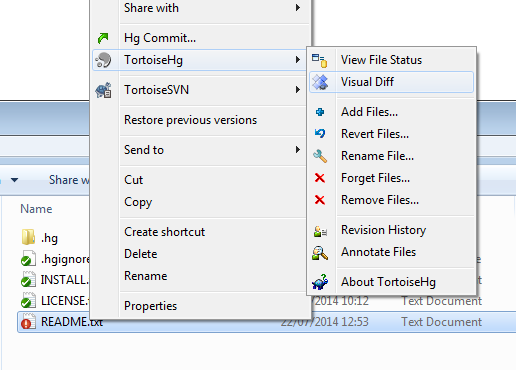 Share with
Hg Commit...
TortoiseHg
TortoiseSVN
Restore previous versions
Send to
Cut
Copy
Create shortcut
Delete
Rename
Properties
View File Status
Visual Diff
Add Files...
Revert Files...
Rename File...
Forget Files...
Remove Files...
Revision History
Annotate Files
About TortoiseHg
Share w
Name
.hg
.hgignore
INSTALL.
LICENSE.
2014 10:12 Text Document
README.txt 22/07/2014 12:53 Text Document